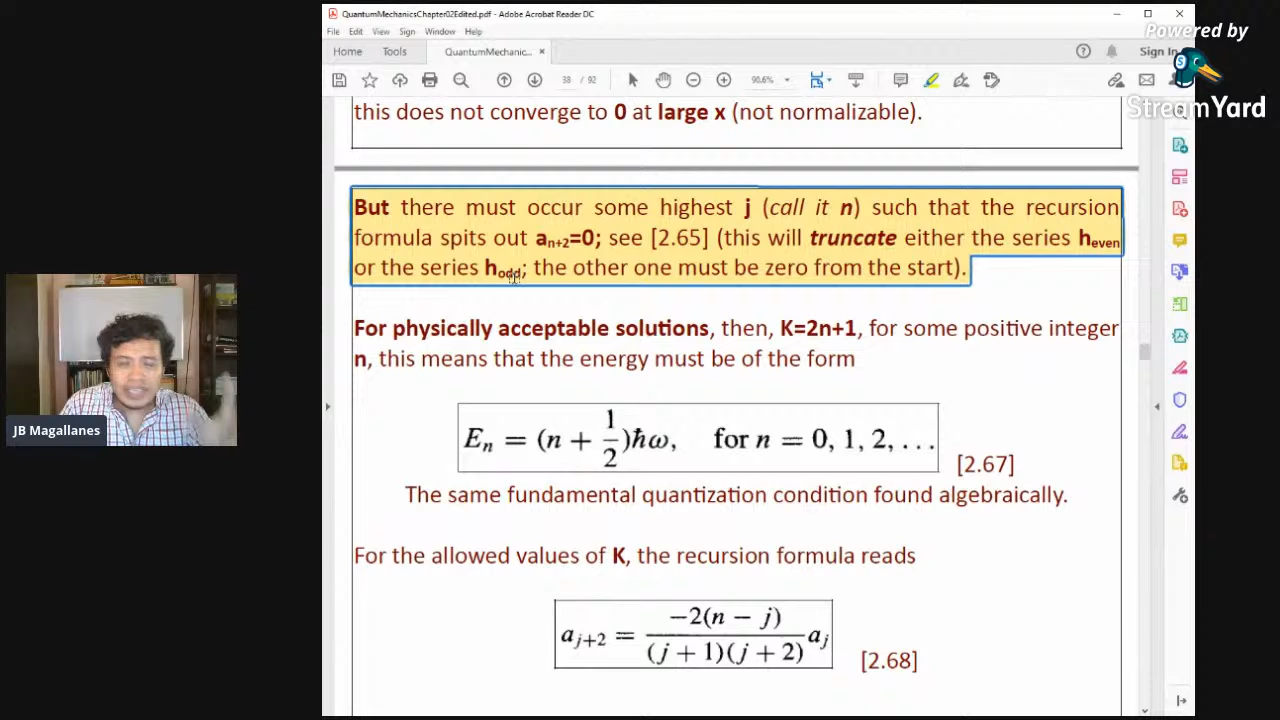 QuantumMechanicsChapter02Edited.pdf - Adobe Acrobat Reader DC
File Edit View Sign Window Help
Home Tools QuantumMechanic... × Sign In
38 / 92 90.6%
Powered by
StreamYard
this does not converge to 0 at large x (not normalizable).
But there must occur some highest j (call it n) such that the recursion
formula spits out aₙ₊₂=0; see [2.65] (this will truncate either the series h_even
or the series h_odd; the other one must be zero from the start).
For physically acceptable solutions, then, K=2n+1, for some positive integer
n, this means that the energy must be of the form
Eₙ = (n + 1/2)ħω, for n = 0, 1, 2, ...
[2.67]
The same fundamental quantization condition found algebraically.
For the allowed values of K, the recursion formula reads
a_{j+2} = -2(n − j) / (j + 1)(j + 2) a_j
[2.68]
JB Magallanes